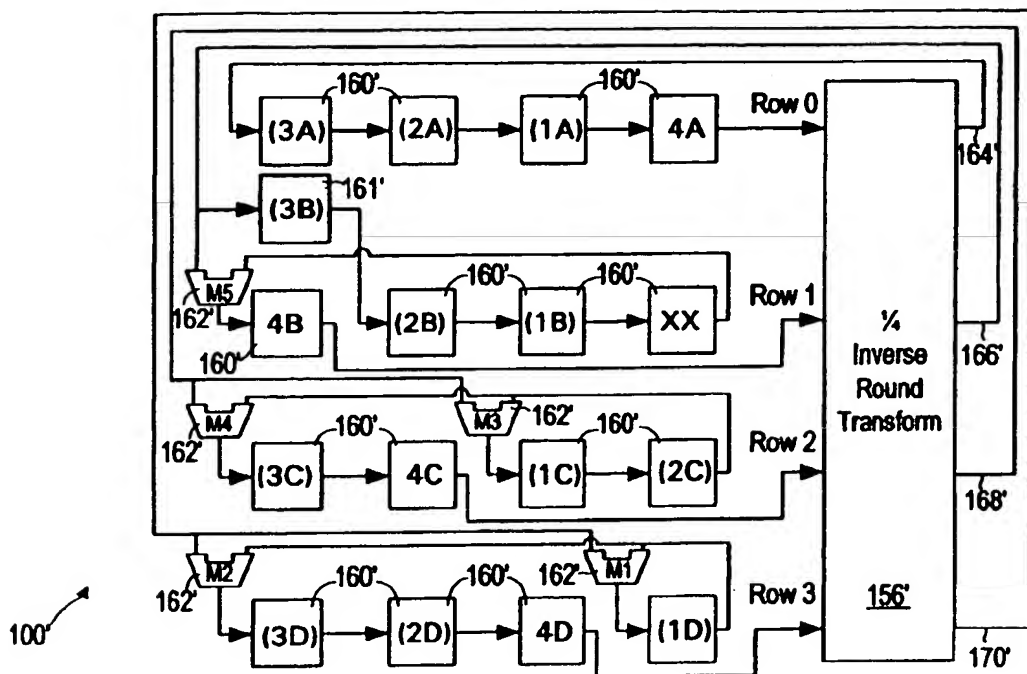 160' 160'
(3A) (2A) (1A) 4A Row 0
164'
161'
(3B)
160' 160'
M5
162' 4B (2B) (1B) XX Row 1
160'
166'
1/4
Inverse
Round
Transform
M4 M3 162'
162' 160' 160' Row 2
(3C) 4C (1C) (2C)
168'
M2 M1
162' 160' 160' 162' Row 3 156'
100' (3D) (2D) 4D (1D)
170'